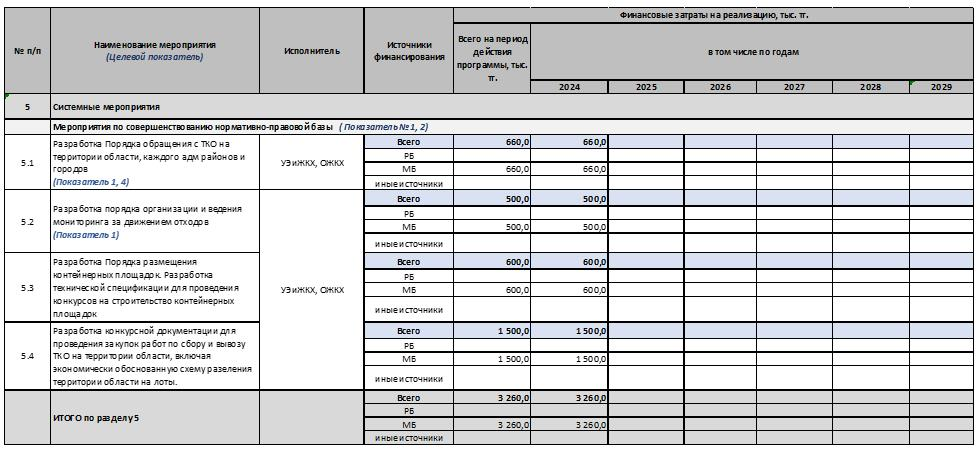 Финансовые затраты на реализацию, тыс. тг.
№ п/п
Наименование мероприятия
(Целевой показатель)
Исполнитель
Источники
финансирования
Всего на период
действия
программы, тыс.
тг.
в том числе по годам
2024 2025 2026 2027 2028 2029
5 Системные мероприятия
Мероприятия по совершенствованию нормативно-правовой базы ( Показатель № 1, 2)
5.1
Разработка Порядка обращения с ТКО на
территории области, каждого адм районов и
городов
(Показатель 1, 4)
УЭиЖКХ, ОЖКХ
Всего 660,0 660,0
РБ
МБ 660,0 660,0
иные источники
5.2
Разработка порядка организации и ведения
мониторинга за движением отходов
(Показатель 1)
Всего 500,0 500,0
РБ
МБ 500,0 500,0
иные источники
5.3
Разработка Порядка размещения
контейнерных площадок. Разработка
технической спецификации для проведения
конкурсов на строительство контейнерных
площадок
УЭиЖКХ, ОЖКХ
Всего 600,0 600,0
РБ
МБ 600,0 600,0
иные источники
5.4
Разработка конкурсной документации для
проведения закупок работ по сбору и вывозу
ТКО на территории области, включая
экономически обоснованную схему разеления
территории области на лоты.
Всего 1 500,0 1 500,0
РБ
МБ 1 500,0 1 500,0
иные источники
ИТОГО по разделу 5
Всего 3 260,0 3 260,0
РБ
МБ 3 260,0 3 260,0
иные источники